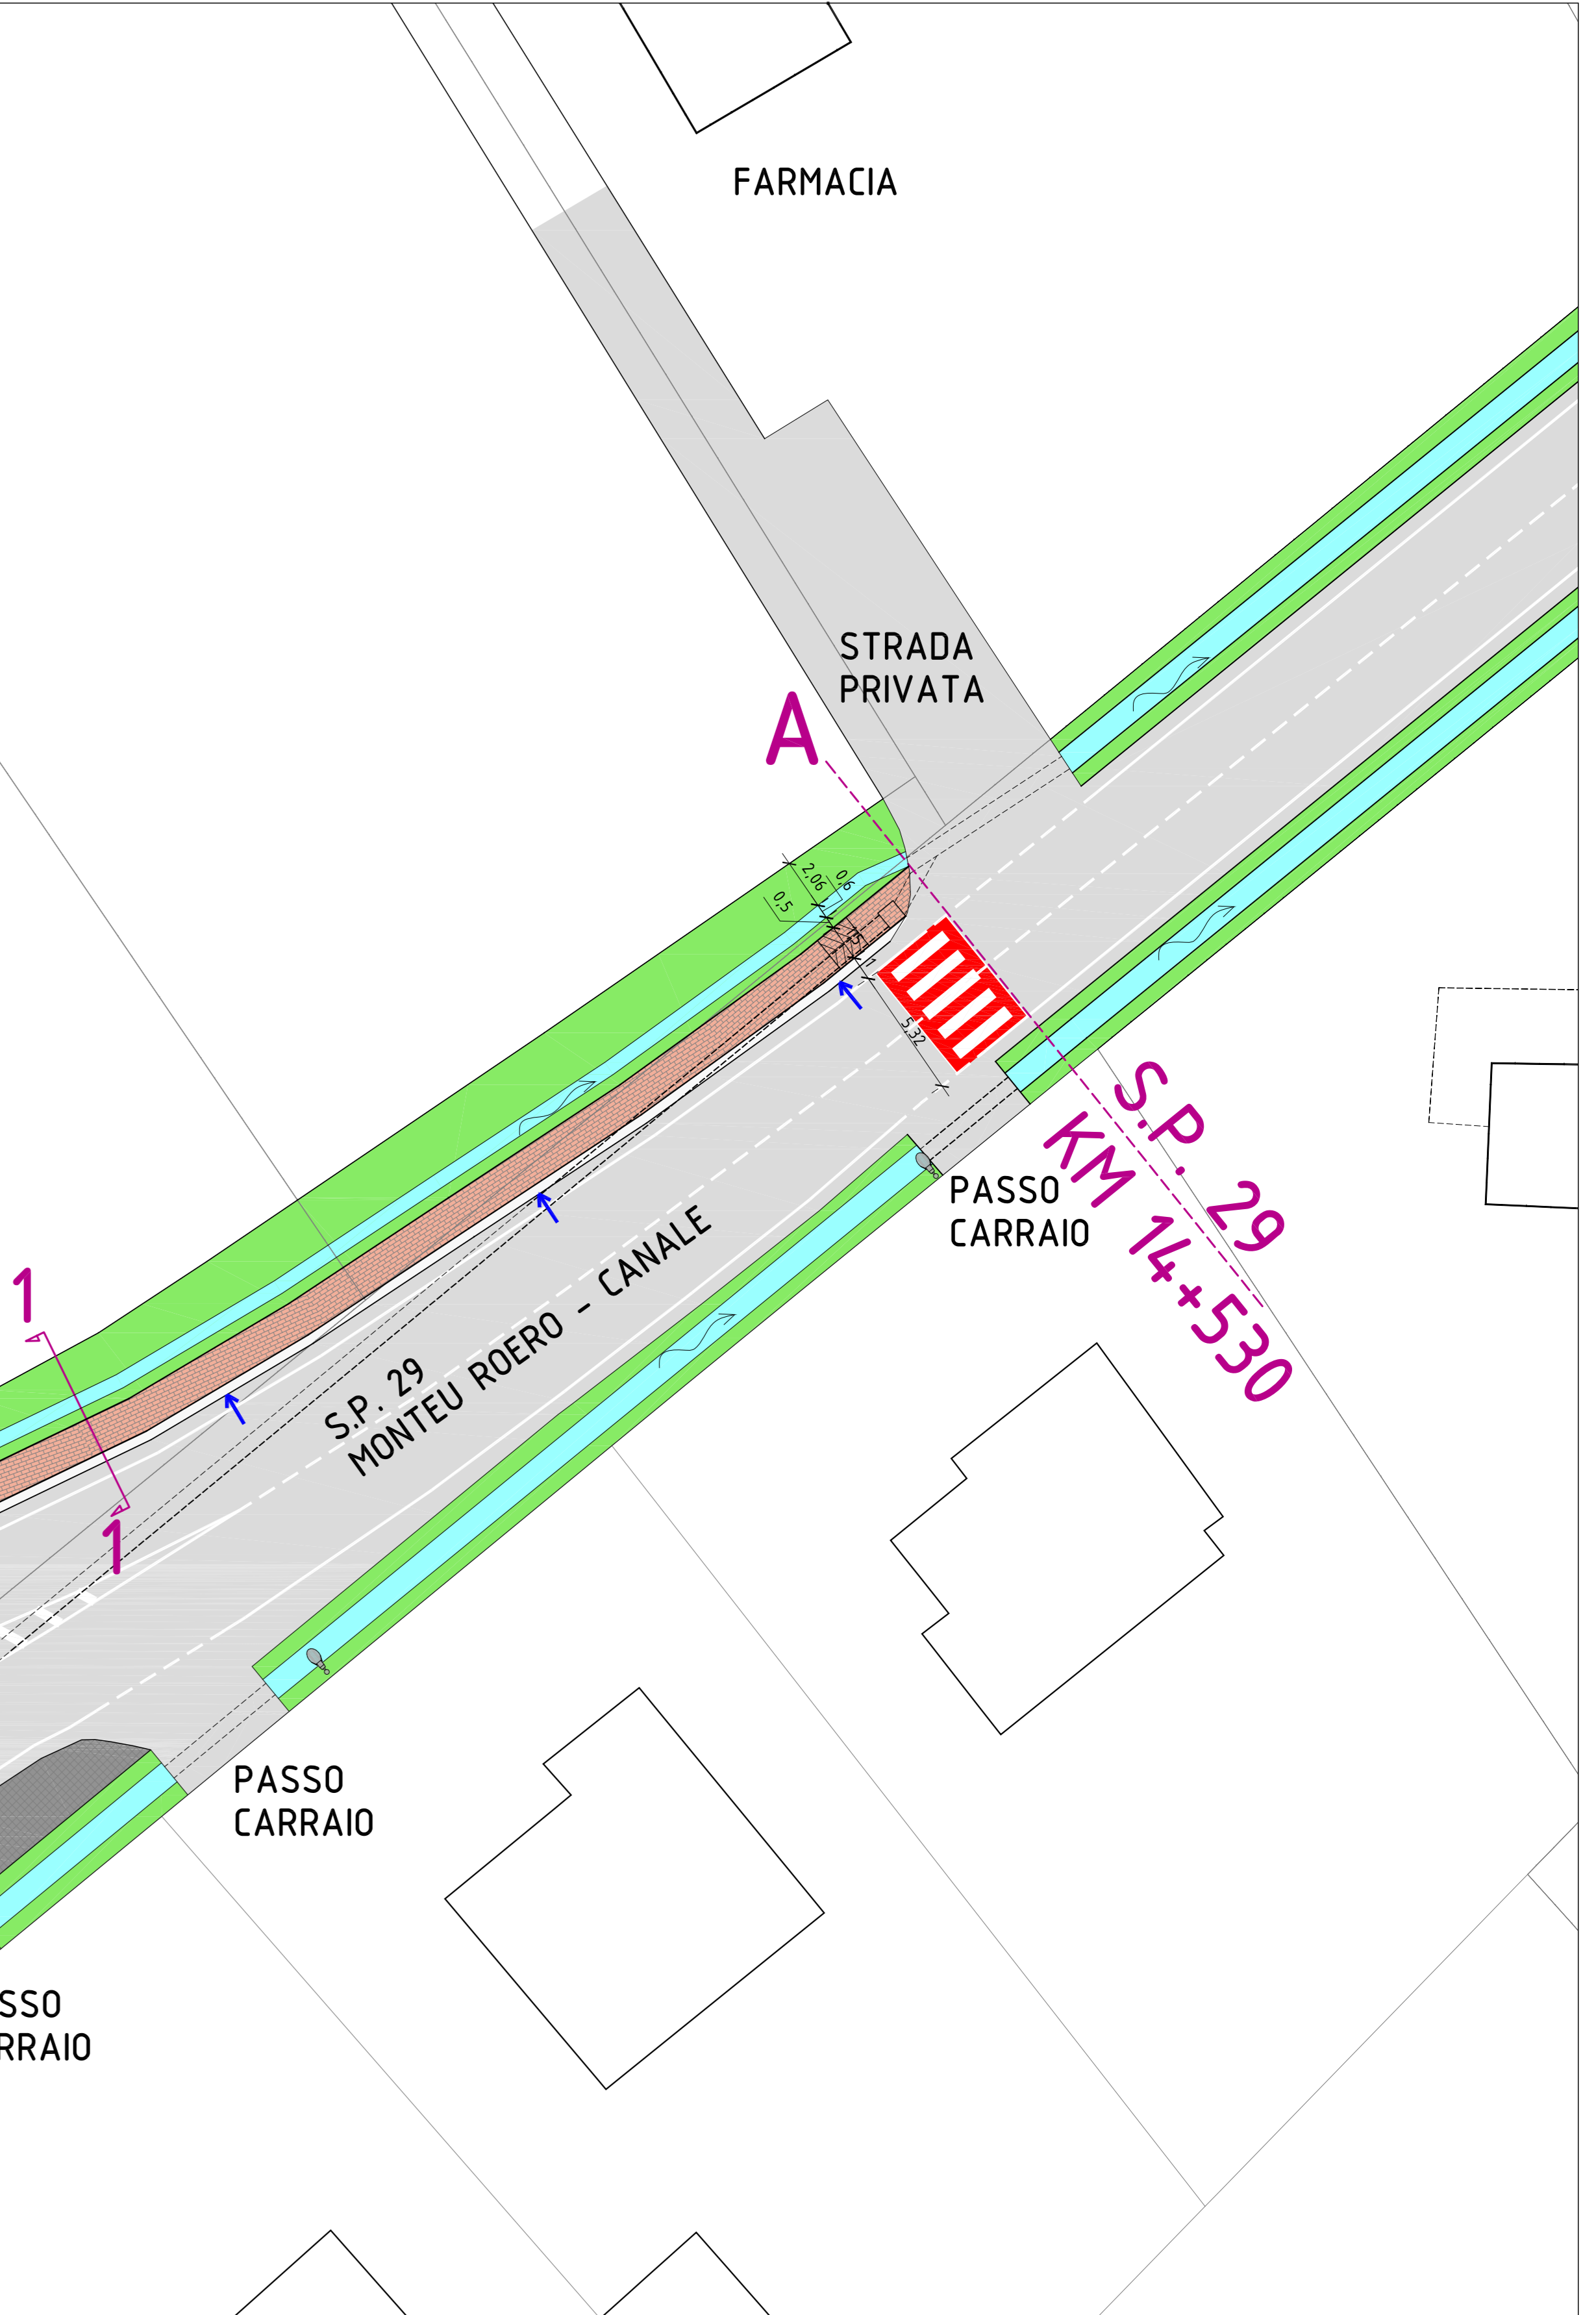 FARMACIA
STRADA
PRIVATA
A
2,06
0,6
0,5
1
5,32
S.P. 29
KM 14+530
PASSO
CARRAIO
S.P. 29
MONTEU ROERO - CANALE
1
1
PASSO
CARRAIO
SSO
RRAIO